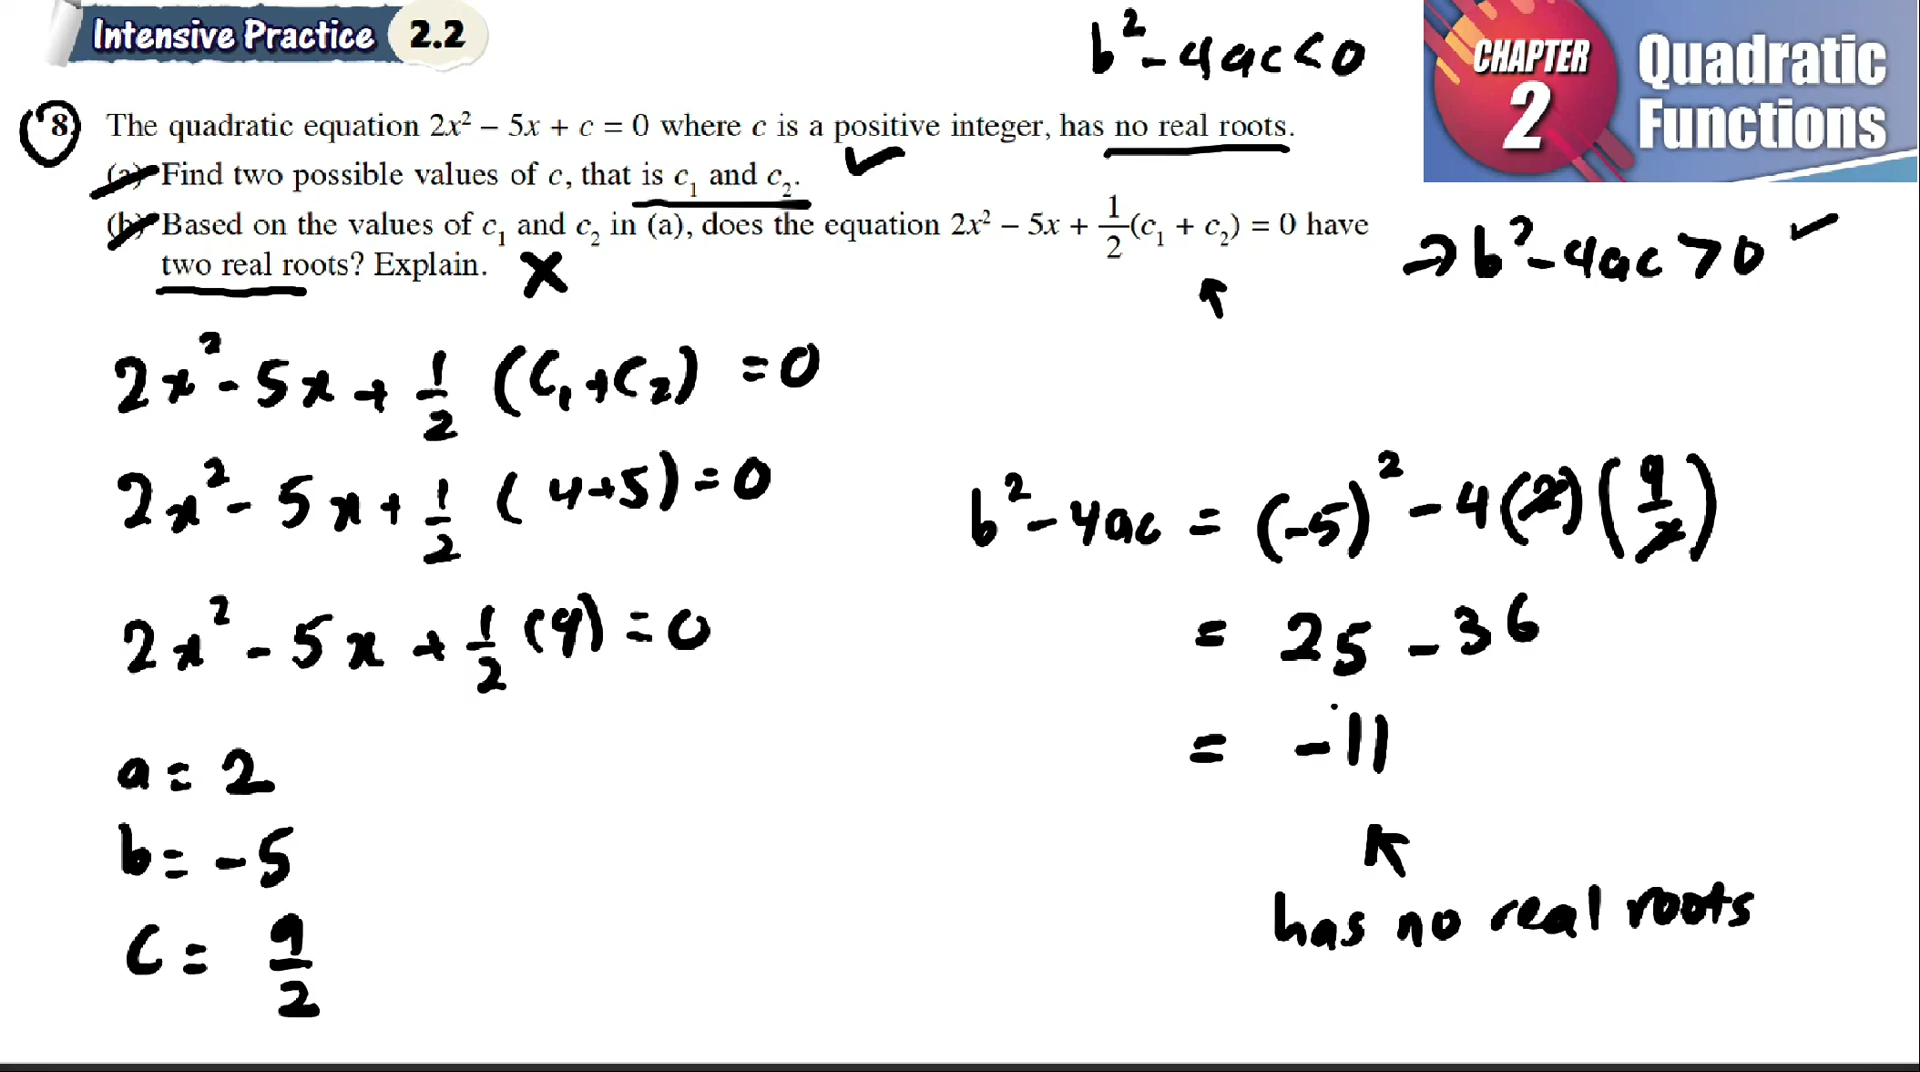 Intensive Practice 2.2
b² - 4ac < 0
CHAPTER 2
Quadratic Functions
8. The quadratic equation 2x² – 5x + c = 0 where c is a positive integer, has no real roots.
(a) Find two possible values of c, that is c₁ and c₂.
(b) Based on the values of c₁ and c₂ in (a), does the equation 2x² – 5x + 1/2(c₁ + c₂) = 0 have
two real roots? Explain.
→ b² - 4ac > 0 ✓
2x² - 5x + 1/2 (c₁ + c₂) = 0
2x² - 5x + 1/2 (4+5) = 0
2x² - 5x + 1/2 (9) = 0
a = 2
b = -5
c = 9/2
b² - 4ac = (-5)² - 4(2)(9/2)
= 25 - 36
= -11
has no real roots